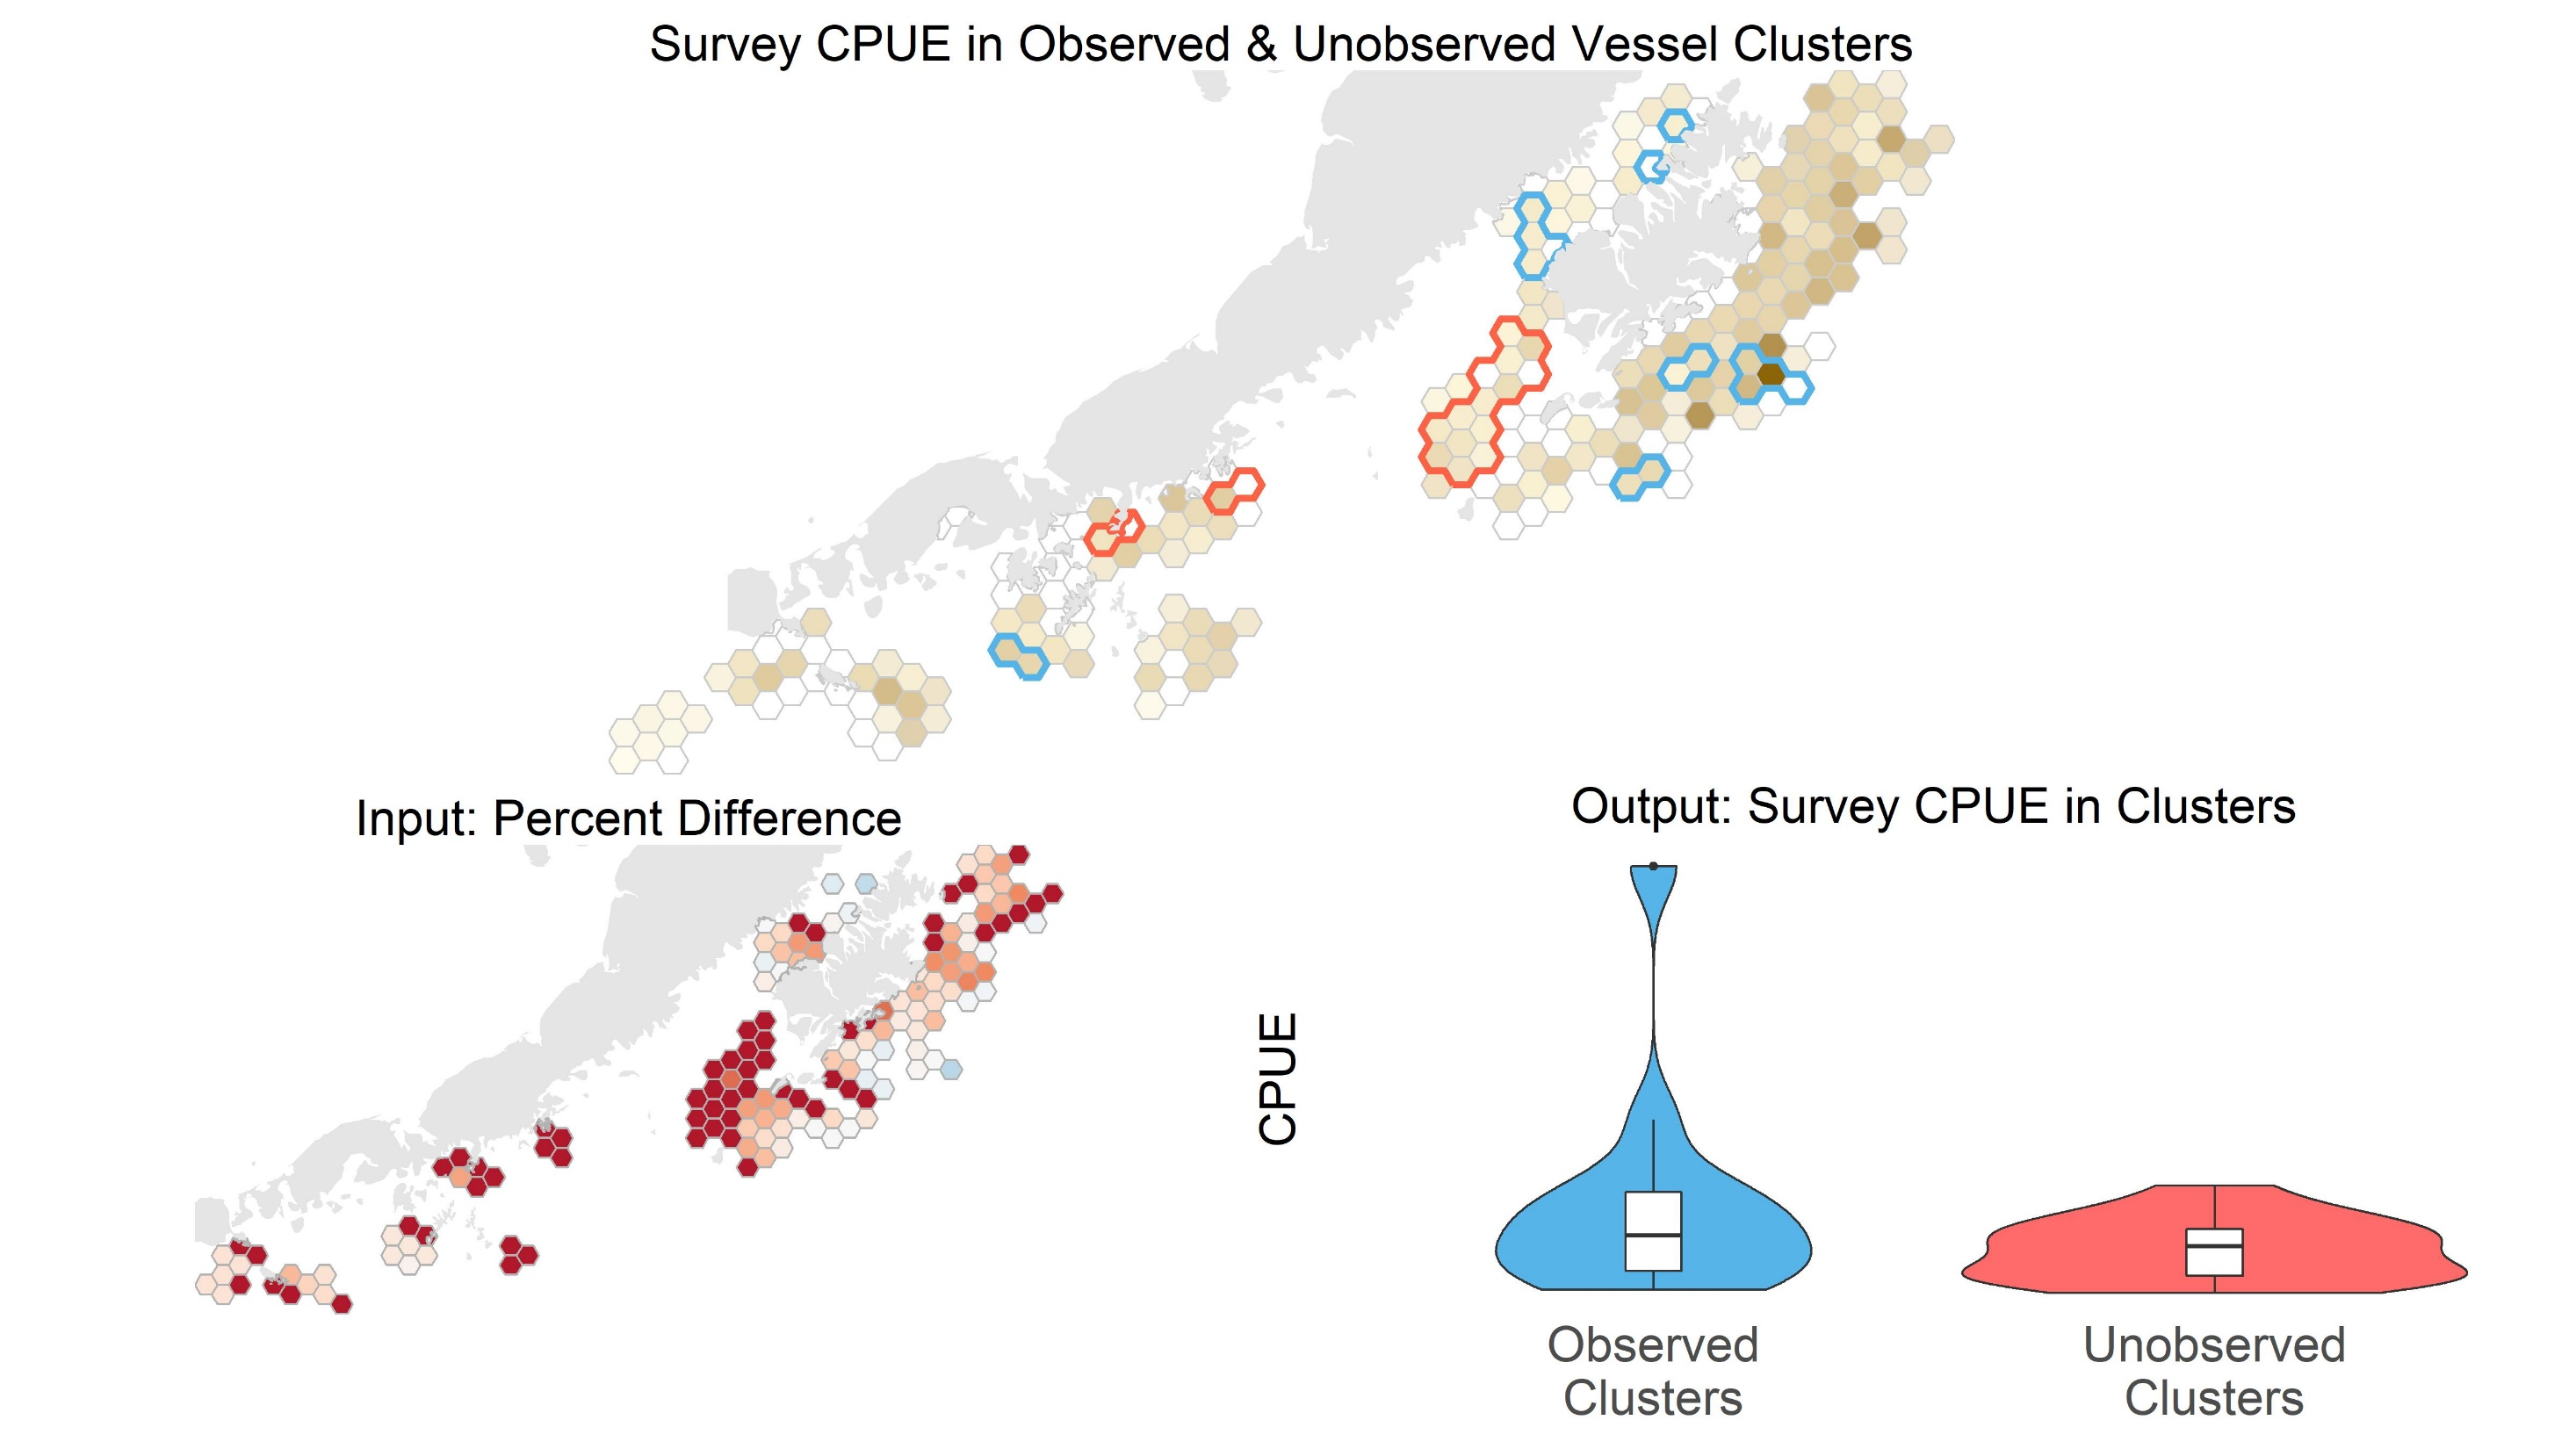 Survey CPUE in Observed & Unobserved Vessel Clusters
Input: Percent Difference
Output: Survey CPUE in Clusters
CPUE
Observed
Clusters
Unobserved
Clusters